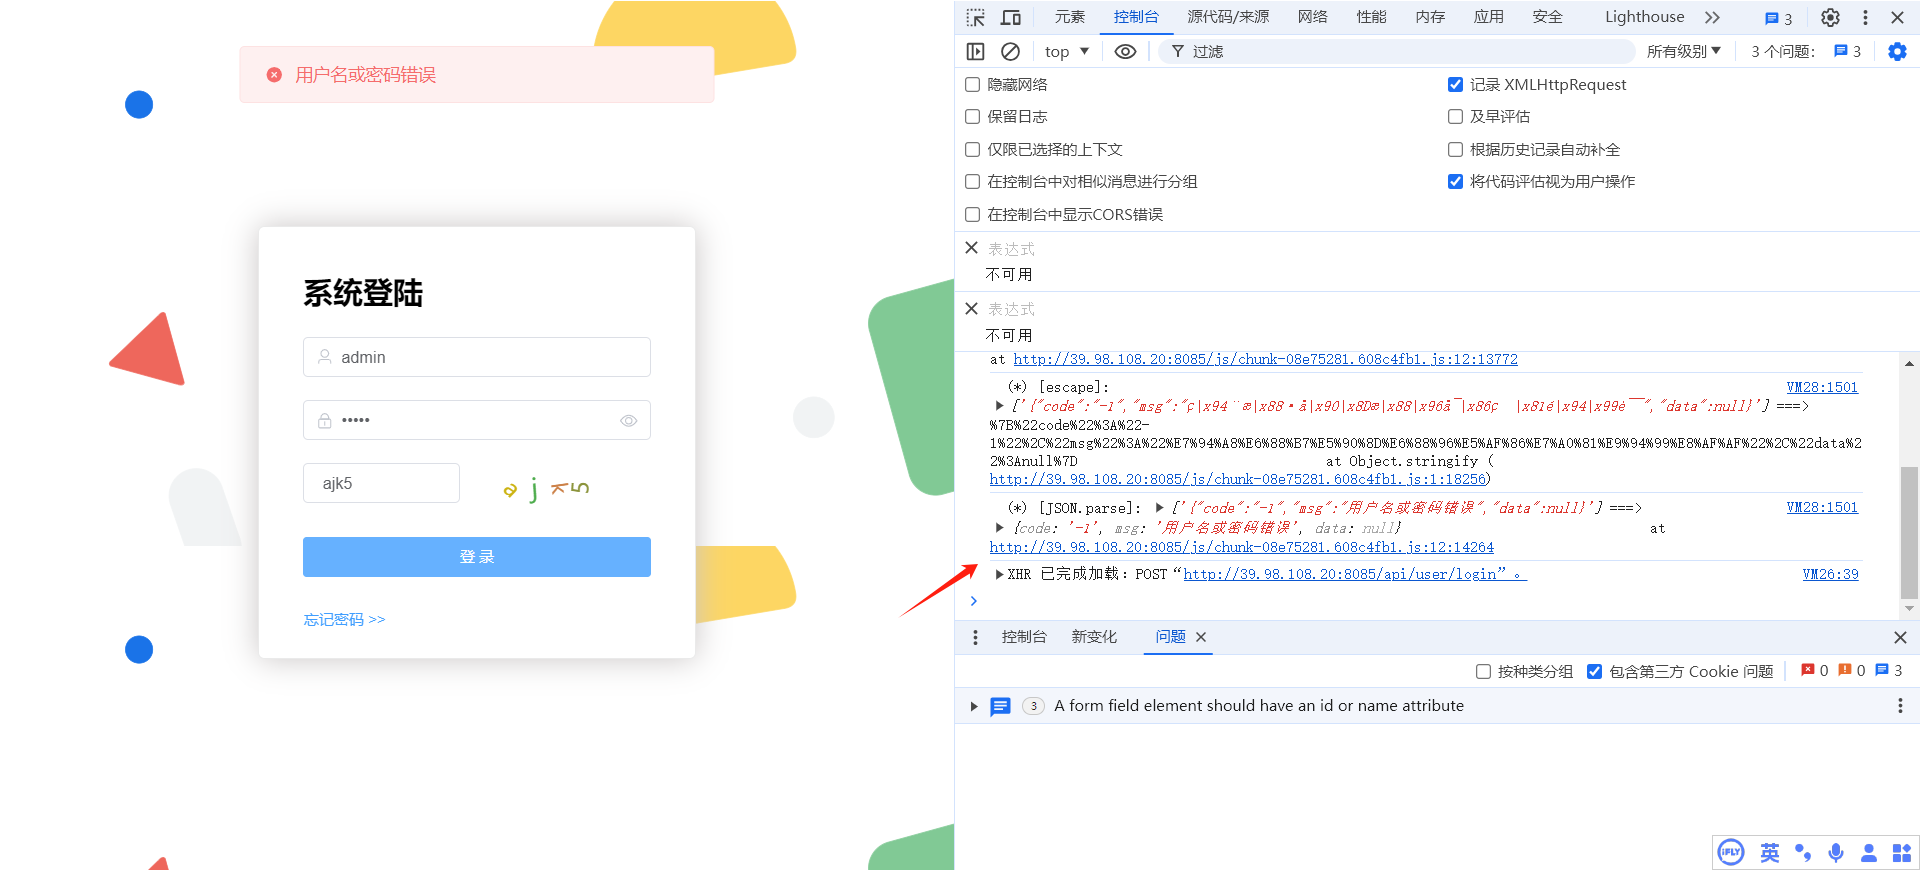 用户名或密码错误
系统登陆
admin
•••••
ajk5
a j K 5
登 录
忘记密码 >>
元素 控制台 源代码/来源 网络 性能 内存 应用 安全 Lighthouse 3
top 过滤 所有级别 3 个问题: 3
隐藏网络 记录 XMLHttpRequest
保留日志 及早评估
仅限已选择的上下文 根据历史记录自动补全
在控制台中对相似消息进行分组 将代码评估视为用户操作
在控制台中显示CORS错误
表达式
不可用
表达式
不可用
at http://39.98.108.20:8085/js/chunk-08e75281.608c4fb1.js:12:13772
(*) [escape]: VM28:1501
['{"code":"-1","msg":" ","data":null}'] ===>
%7B%22code%22%3A%22-
1%22%2C%22msg%22%3A%22%E7%94%A8%E6%88%B7%E5%90%8D%E6%88%96%E5%AF%86%E7%A0%81%E9%94%99%E8%AF%AF%22%2C%22data%2
2%3Anull%7D at Object.stringify (
http://39.98.108.20:8085/js/chunk-08e75281.608c4fb1.js:1:18256)
(*) [JSON.parse]: ['{"code":"-1","msg":"用户名或密码错误","data":null}'] ===> VM28:1501
{code: '-1', msg: '用户名或密码错误', data: null} at
http://39.98.108.20:8085/js/chunk-08e75281.608c4fb1.js:12:14264
XHR 已完成加载：POST“http://39.98.108.20:8085/api/user/login”。 VM26:39
控制台 新变化 问题
按种类分组 包含第三方 Cookie 问题 0 0 3
3 A form field element should have an id or name attribute
iFLY 英